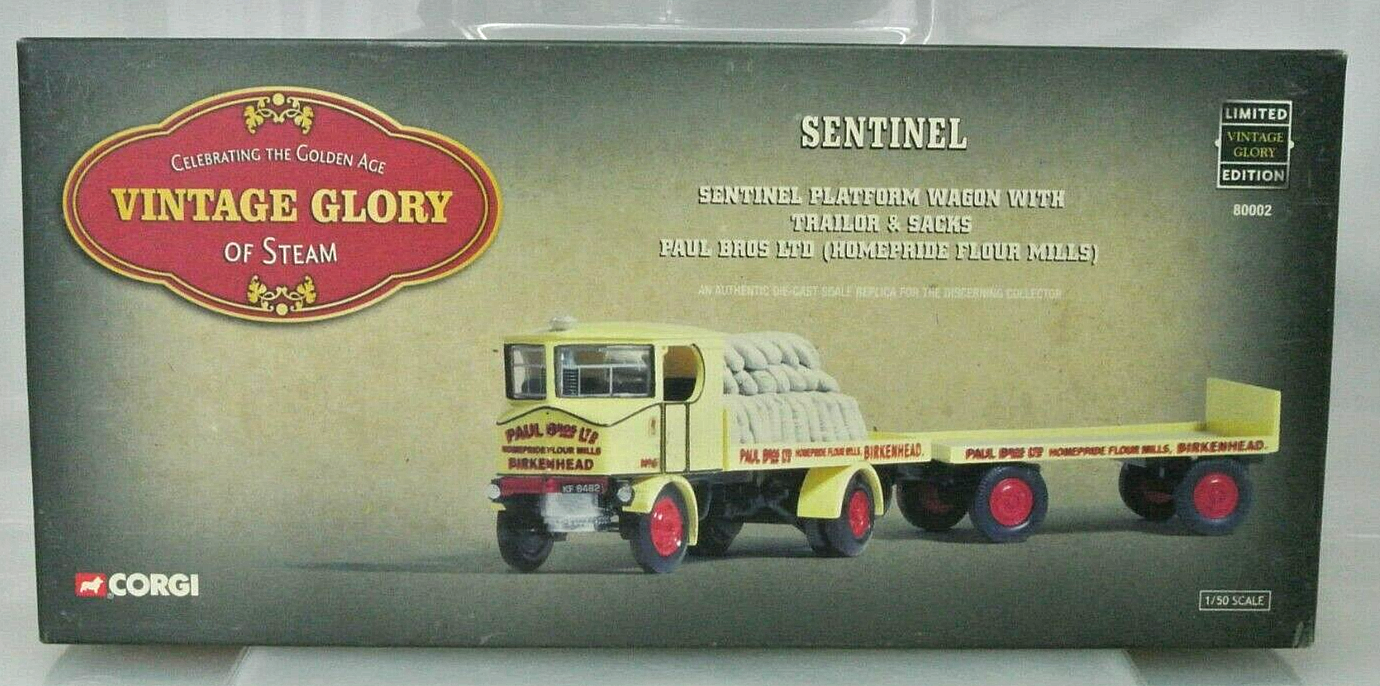 CELEBRATING THE GOLDEN AGE
VINTAGE GLORY
OF STEAM
SENTINEL
SENTINEL PLATFORM WAGON WITH
TRAILOR & SACKS
PAUL BROS LTD (HOMEPRIDE FLOUR MILLS)
AN AUTHENTIC DIE-CAST SCALE REPLICA FOR THE DISCERNING COLLECTOR
LIMITED
VINTAGE
GLORY
EDITION
80002
PAUL BROS LTD
HOMEPRIDE FLOUR MILLS
BIRKENHEAD
Nº6
KF 6482
PAUL BROS LTD HOMEPRIDE FLOUR MILLS, BIRKENHEAD.
PAUL BROS LTD HOMEPRIDE FLOUR MILLS, BIRKENHEAD.
CORGI
1/50 SCALE